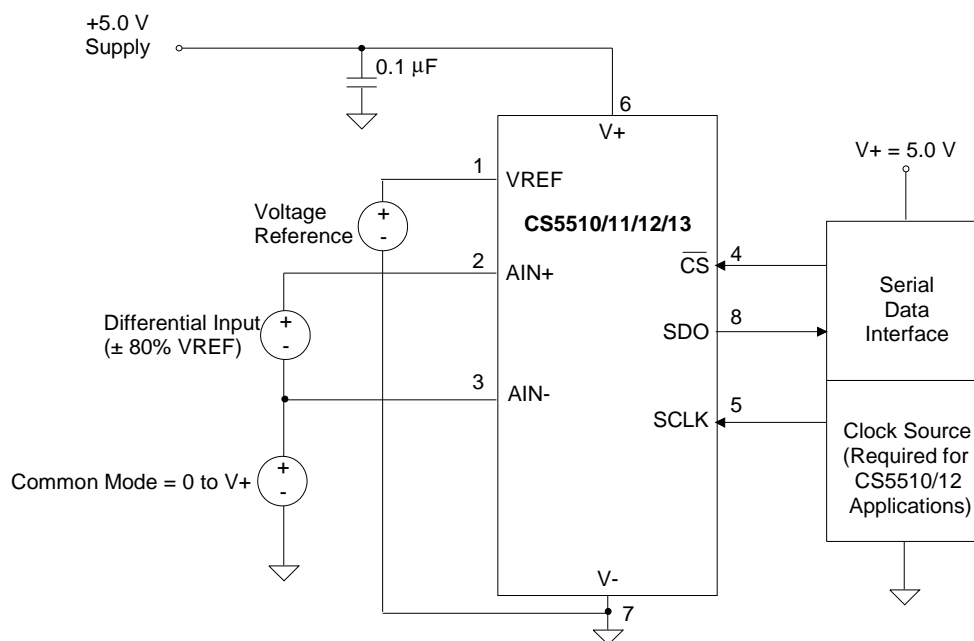 +5.0 V
Supply
0.1 μF
6
V+
1
VREF
Voltage
Reference
+
-
CS5510/11/12/13
V+ = 5.0 V
2
AIN+
CS
4
Serial
Data
Interface
Differential Input
(± 80% VREF)
+
-
SDO
8
3
AIN-
SCLK
5
Clock Source
(Required for
CS5510/12
Applications)
Common Mode = 0 to V+
+
-
V-
7